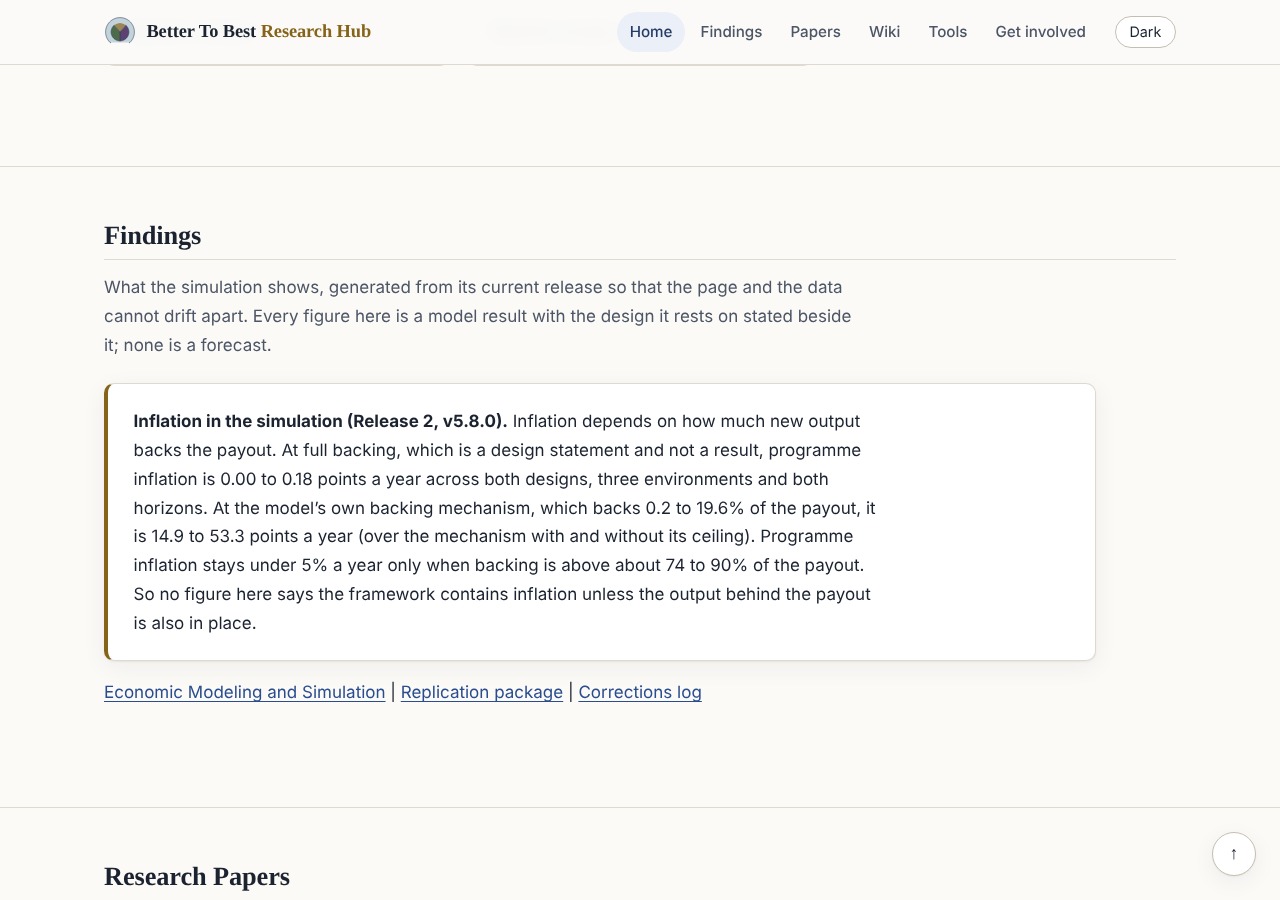 Better To Best Research Hub
Home
Findings
Papers
Wiki
Tools
Get involved
Dark
Findings
What the simulation shows, generated from its current release so that the page and the data
cannot drift apart. Every figure here is a model result with the design it rests on stated beside
it; none is a forecast.
Inflation in the simulation (Release 2, v5.8.0). Inflation depends on how much new output
backs the payout. At full backing, which is a design statement and not a result, programme
inflation is 0.00 to 0.18 points a year across both designs, three environments and both
horizons. At the model’s own backing mechanism, which backs 0.2 to 19.6% of the payout, it
is 14.9 to 53.3 points a year (over the mechanism with and without its ceiling). Programme
inflation stays under 5% a year only when backing is above about 74 to 90% of the payout.
So no figure here says the framework contains inflation unless the output behind the payout
is also in place.
Economic Modeling and Simulation | Replication package | Corrections log
Research Papers
↑